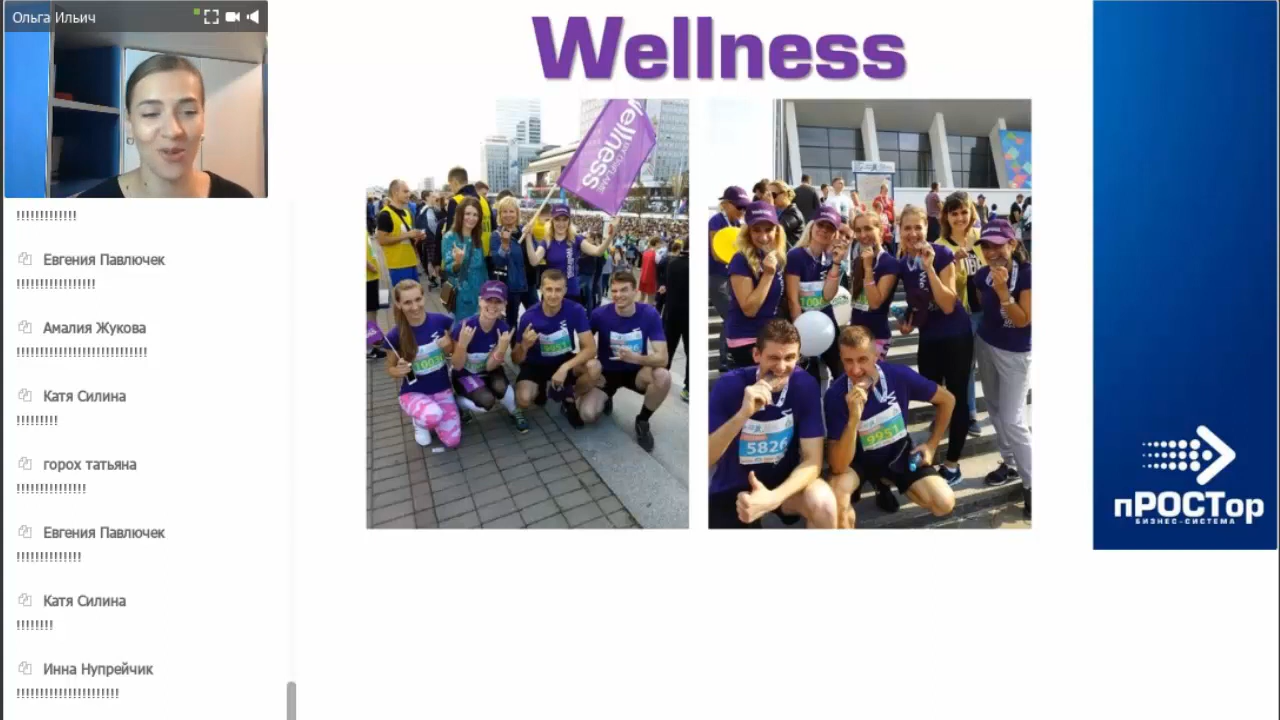 Ольга Ильич
!!!!!!!!!!!!!
Евгения Павлючек
!!!!!!!!!!!!!!!!!
Амалия Жукова
!!!!!!!!!!!!!!!!!!!!!!!!!!!!
Катя Силина
!!!!!!!!!
горох татьяна
!!!!!!!!!!!!!!!
Евгения Павлючек
!!!!!!!!!!!!!!
Катя Силина
!!!!!!!!
Инна Нупрейчик
!!!!!!!!!!!!!!!!!!!!!!
Wellness
Wellness
5826
9951
пРОСТор
БИЗНЕС-СИСТЕМА